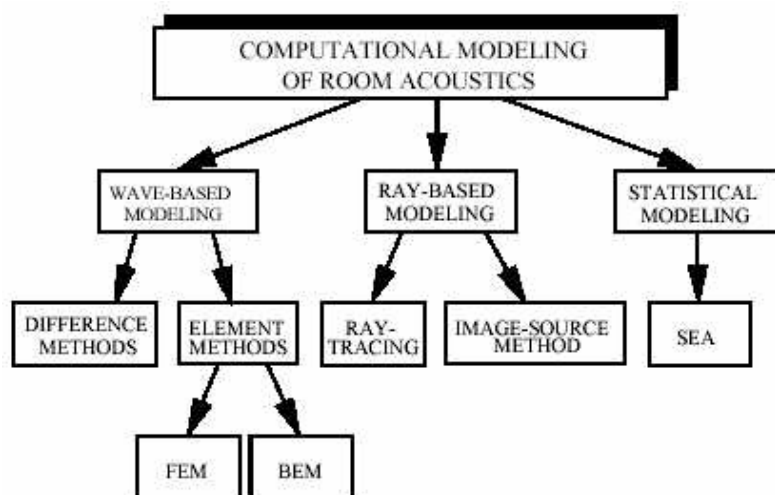 COMPUTATIONAL MODELING
OF ROOM ACOUSTICS
WAVE-BASED
MODELING
RAY-BASED
MODELING
STATISTICAL
MODELING
DIFFERENCE
METHODS
ELEMENT
METHODS
RAY-
TRACING
IMAGE-SOURCE
METHOD
SEA
FEM
BEM